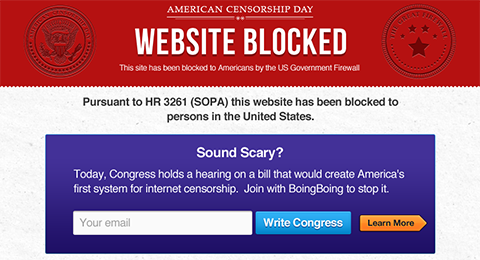 AMERICAN CENSORSHIP DAY
WEBSITE BLOCKED
This site has been blocked to Americans by the US Government Firewall
Pursuant to HR 3261 (SOPA) this website has been blocked to
persons in the United States.
Sound Scary?
Today, Congress holds a hearing on a bill that would create America's
first system for internet censorship. Join with BoingBoing to stop it.
Your email
Write Congress
Learn More